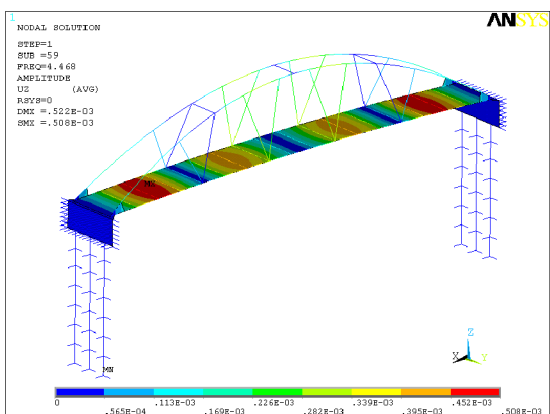 1
ANSYS
NODAL SOLUTION
STEP=1
SUB =59
FREQ=4.468
AMPLITUDE
UZ (AVG)
RSYS=0
DMX =.522E-03
SMX =.508E-03
MX
MN
Z
X Y
0 .113E-03 .226E-03 .339E-03 .452E-03
.565E-04 .169E-03 .282E-03 .395E-03 .508E-03